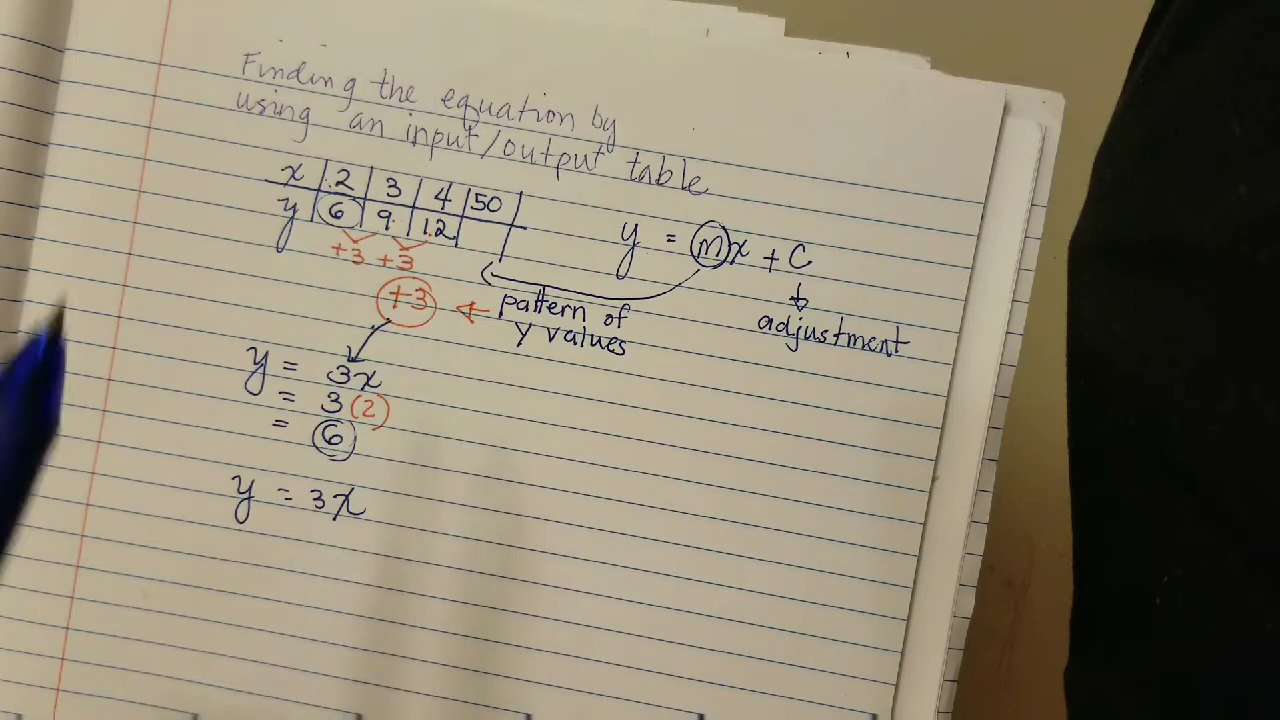 Finding the equation by
using an input/output table
x 2 3 4 50
y 6 9 12
+3 +3
y = mx + c
+3
pattern of
y values
adjustment
y = 3x
= 3(2)
= 6
y = 3x